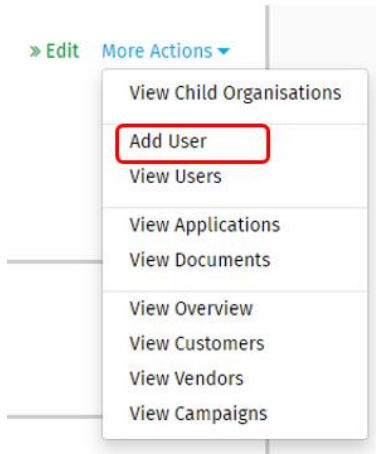 » Edit More Actions
View Child Organisations
Add User
View Users
View Applications
View Documents
View Overview
View Customers
View Vendors
View Campaigns